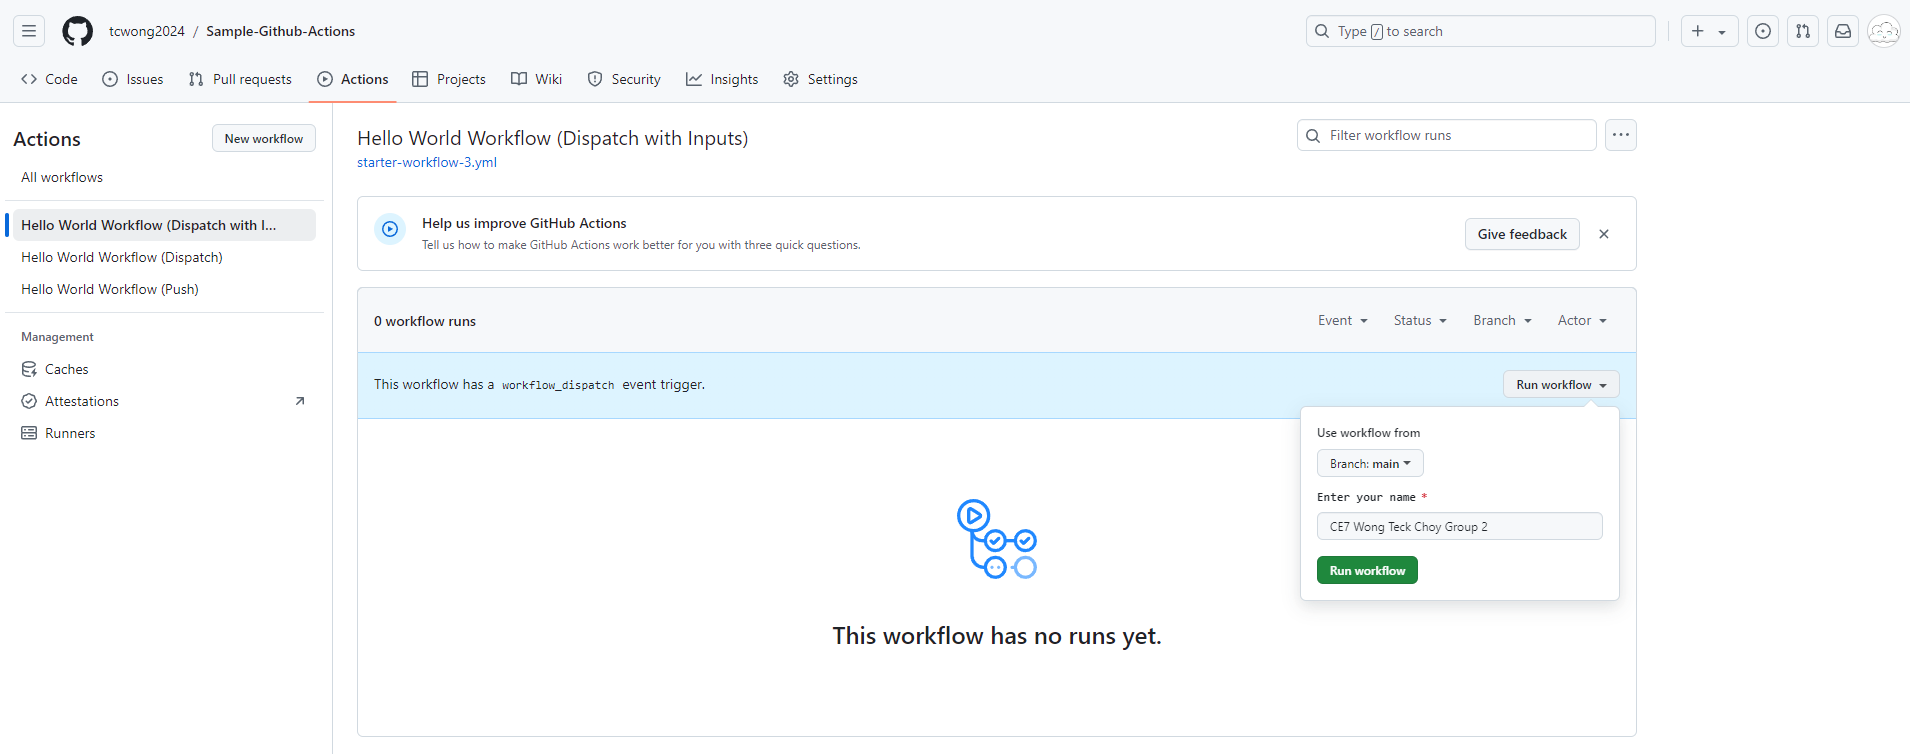 tcwong2024 / Sample-Github-Actions
Type / to search
Code Issues Pull requests Actions Projects Wiki Security Insights Settings
Actions
New workflow
All workflows
Hello World Workflow (Dispatch with I...
Hello World Workflow (Dispatch)
Hello World Workflow (Push)
Management
Caches
Attestations
Runners
Hello World Workflow (Dispatch with Inputs)
starter-workflow-3.yml
Filter workflow runs
Help us improve GitHub Actions
Tell us how to make GitHub Actions work better for you with three quick questions.
Give feedback
0 workflow runs
Event Status Branch Actor
This workflow has a workflow_dispatch event trigger.
Run workflow
Use workflow from
Branch: main
Enter your name *
CE7 Wong Teck Choy Group 2
Run workflow
This workflow has no runs yet.